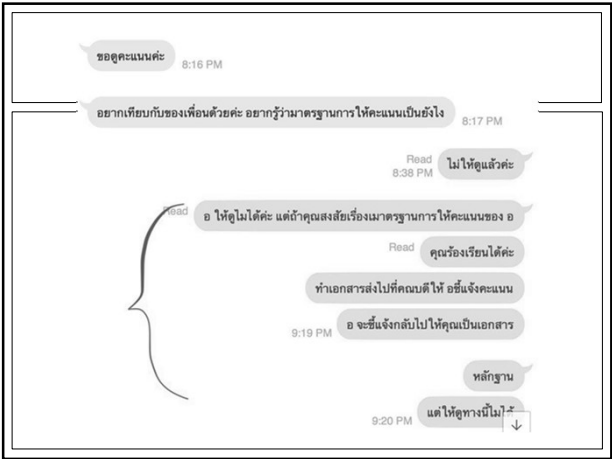 ขอดูคะแนนค่ะ
8:16 PM
อยากเทียบกับของเพื่อนด้วยค่ะ อยากรู้ว่ามาตรฐานการให้คะแนนเป็นยังไง
8:17 PM
Read
8:38 PM
ไม่ให้ดูแล้วค่ะ
Read
อ ให้ดูไมได้ค่ะ แต่ถ้าคุณสงสัยเรื่องเมาตรฐานการให้คะแนนของ อ
Read
คุณร้องเรียนได้ค่ะ
ทำเอกสารส่งไปที่คณบดีให้ อชี้แจ้งคะแนน
9:19 PM
อ จะชี้แจ้งกลับไปให้คุณเป็นเอกสาร
หลักฐาน
9:20 PM
แต่ให้ดูทางนี้ไม